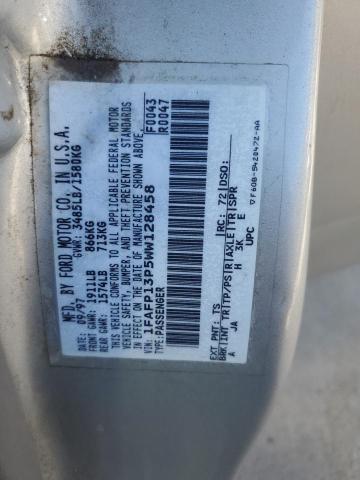 MFD. BY FORD MOTOR CO. IN U.S.A.
DATE: 09/97 GVWR: 3485LB/1580KG
FRONT GAWR: 1911LB 866KG
REAR GAWR: 1574LB 713KG
THIS VEHICLE CONFORMS TO ALL APPLICABLE FEDERAL MOTOR
VEHICLE SAFETY, BUMPER, AND THEFT PREVENTION STANDARDS
IN EFFECT ON THE DATE OF MANUFACTURE SHOWN ABOVE.
VIN: 1FAFP13P5WW128458 F0043
TYPE: PASSENGER R0047
EXT PNT: TS RC: 72 DSO:
BRK INT TR TP/PS R AXLE TR SPR
A JA H 3K E
UPC
▽F60B-5420472-AA